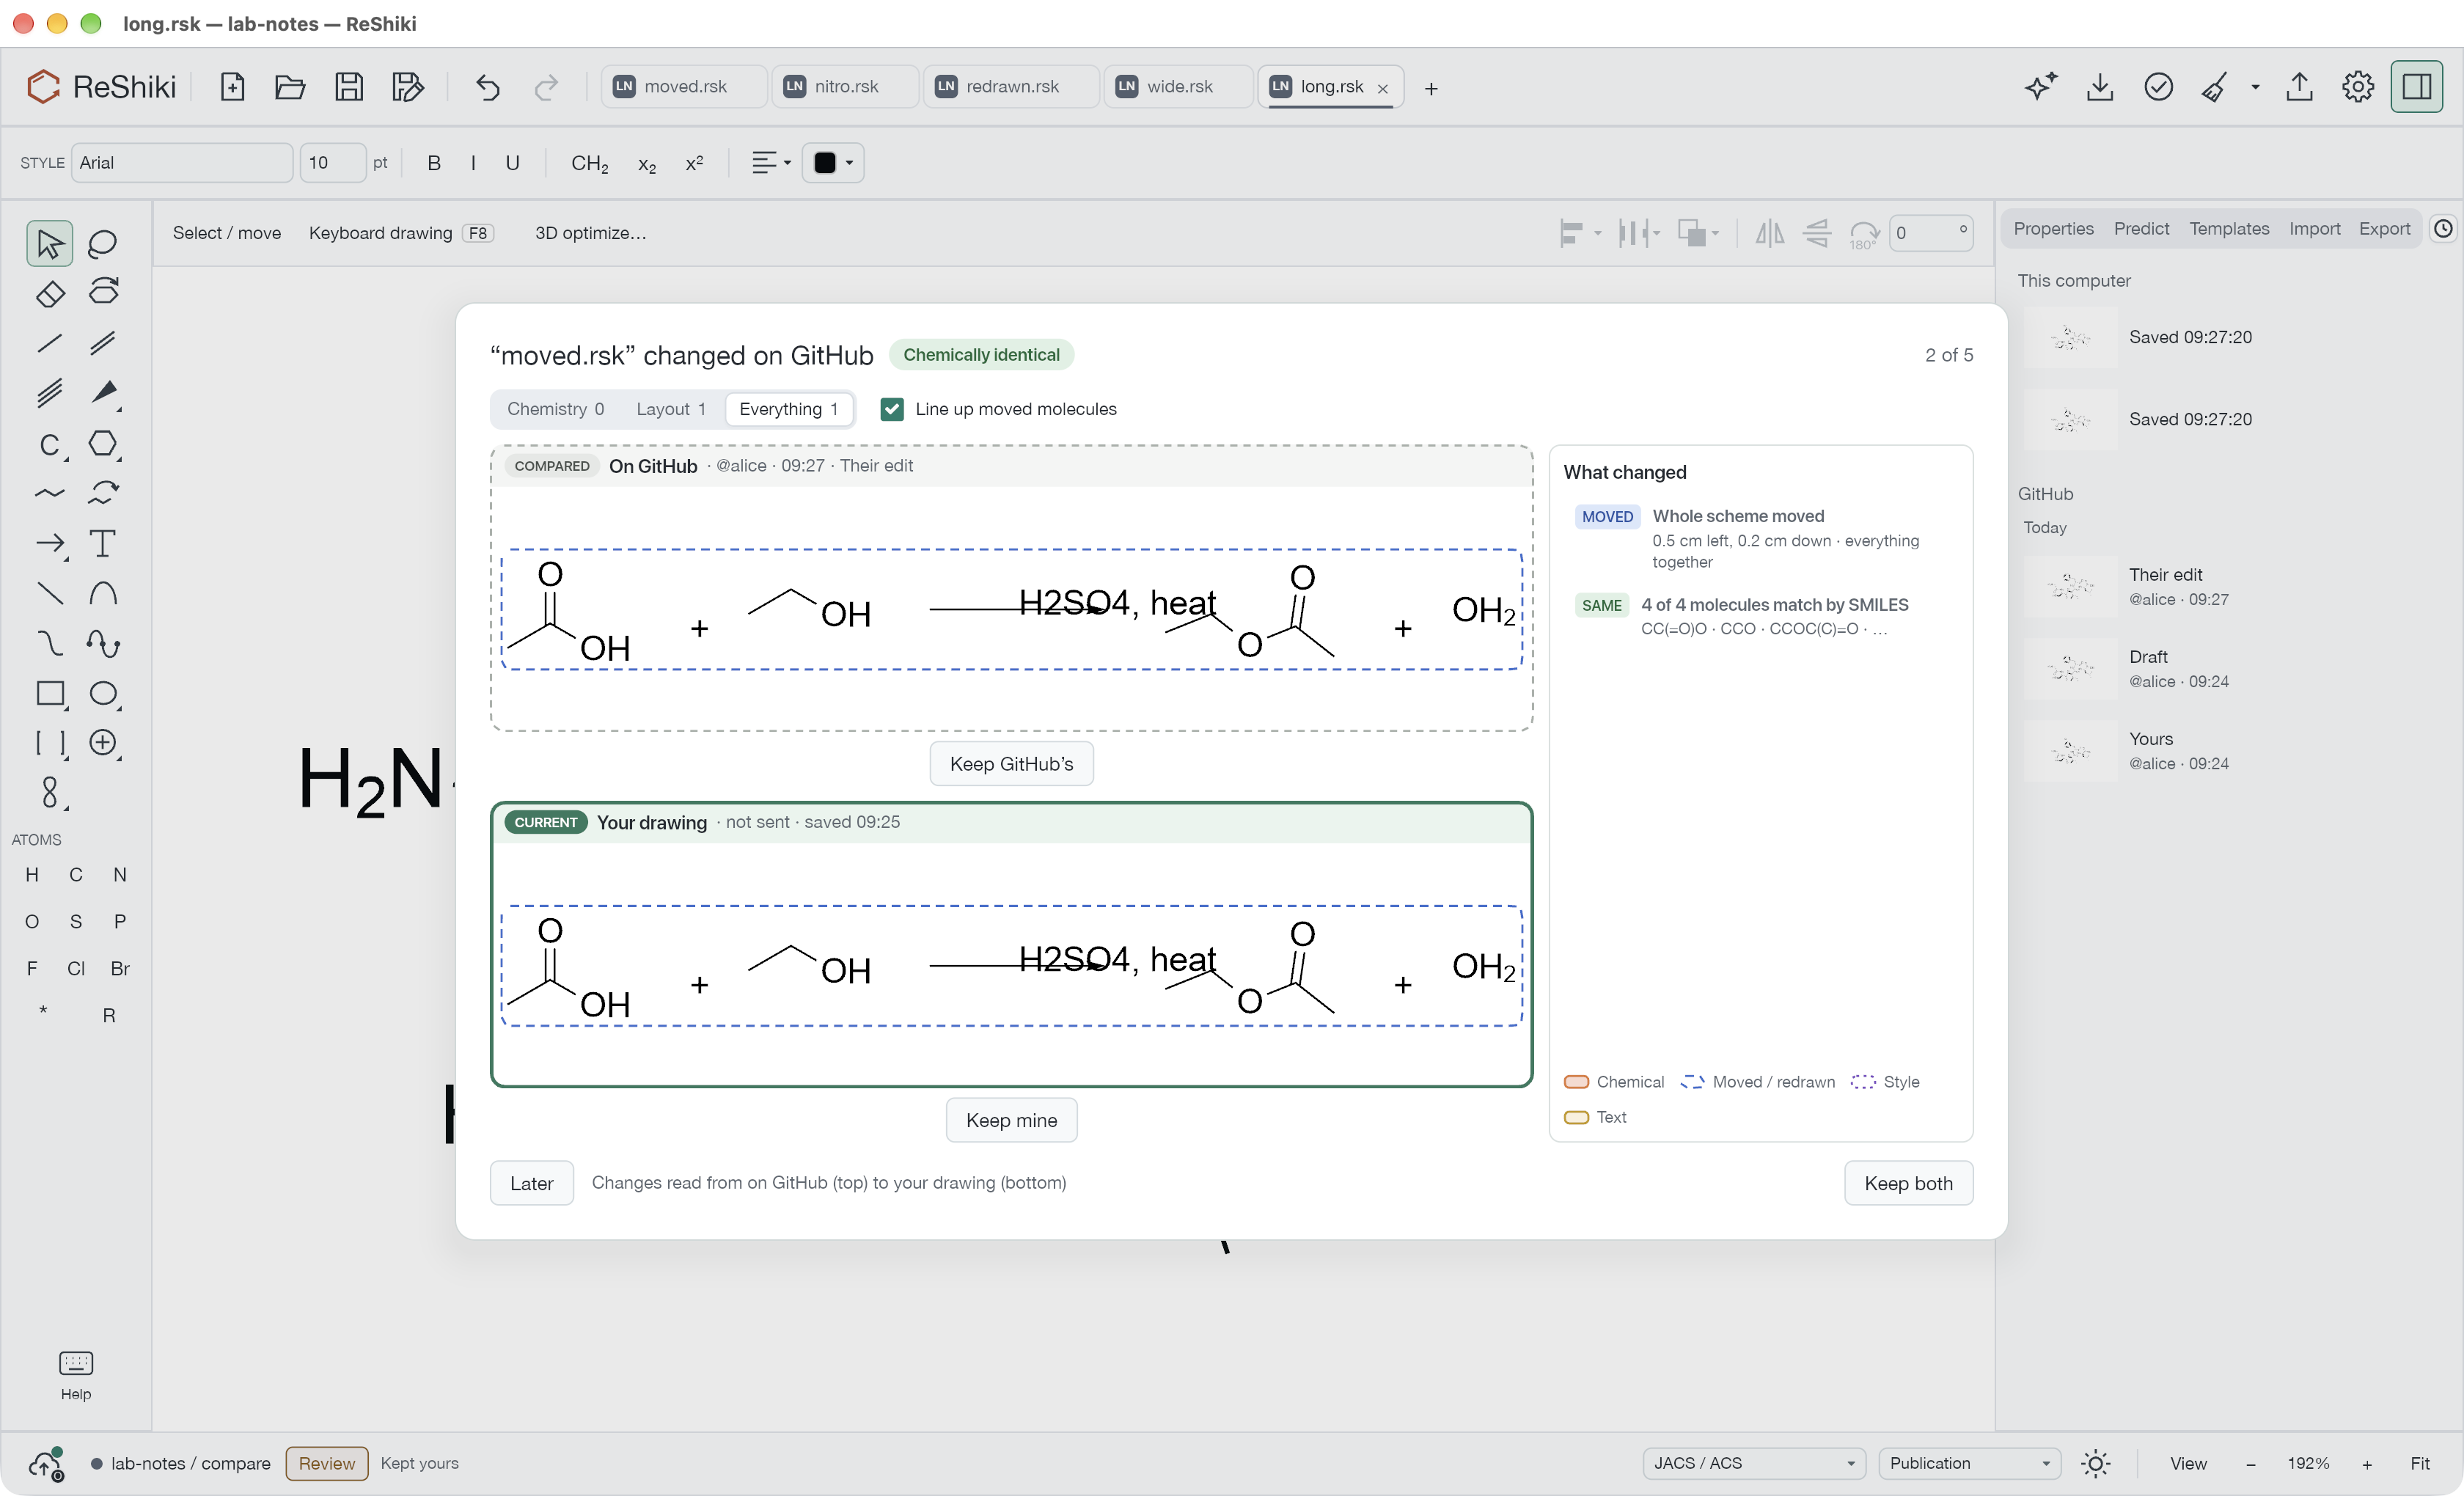 long.rsk — lab-notes — ReShiki
ReShiki
LN moved.rsk
LN nitro.rsk
LN redrawn.rsk
LN wide.rsk
LN long.rsk ×
+
STYLE Arial 10 pt B I U CH₂ x₂ x²
Select / move Keyboard drawing F8 3D optimize...
180° 0 °
Properties Predict Templates Import Export
This computer
Saved 09:27:20
Saved 09:27:20
GitHub
Today
Their edit
@alice · 09:27
Draft
@alice · 09:24
Yours
@alice · 09:24
C
T
ATOMS
H C N
O S P
F Cl Br
* R
Help
H₂N
“moved.rsk” changed on GitHub Chemically identical 2 of 5
Chemistry 0 Layout 1 Everything 1 Line up moved molecules
COMPARED On GitHub · @alice · 09:27 · Their edit
O
OH
+
OH
H2SO4, heat
O
O
+
OH₂
Keep GitHub’s
CURRENT Your drawing · not sent · saved 09:25
O
OH
+
OH
H2SO4, heat
O
O
+
OH₂
Keep mine
What changed
MOVED Whole scheme moved
0.5 cm left, 0.2 cm down · everything
together
SAME 4 of 4 molecules match by SMILES
CC(=O)O · CCO · CCOC(C)=O · ...
Chemical Moved / redrawn Style
Text
Later Changes read from on GitHub (top) to your drawing (bottom) Keep both
lab-notes / compare Review Kept yours
JACS / ACS Publication View − 192% + Fit